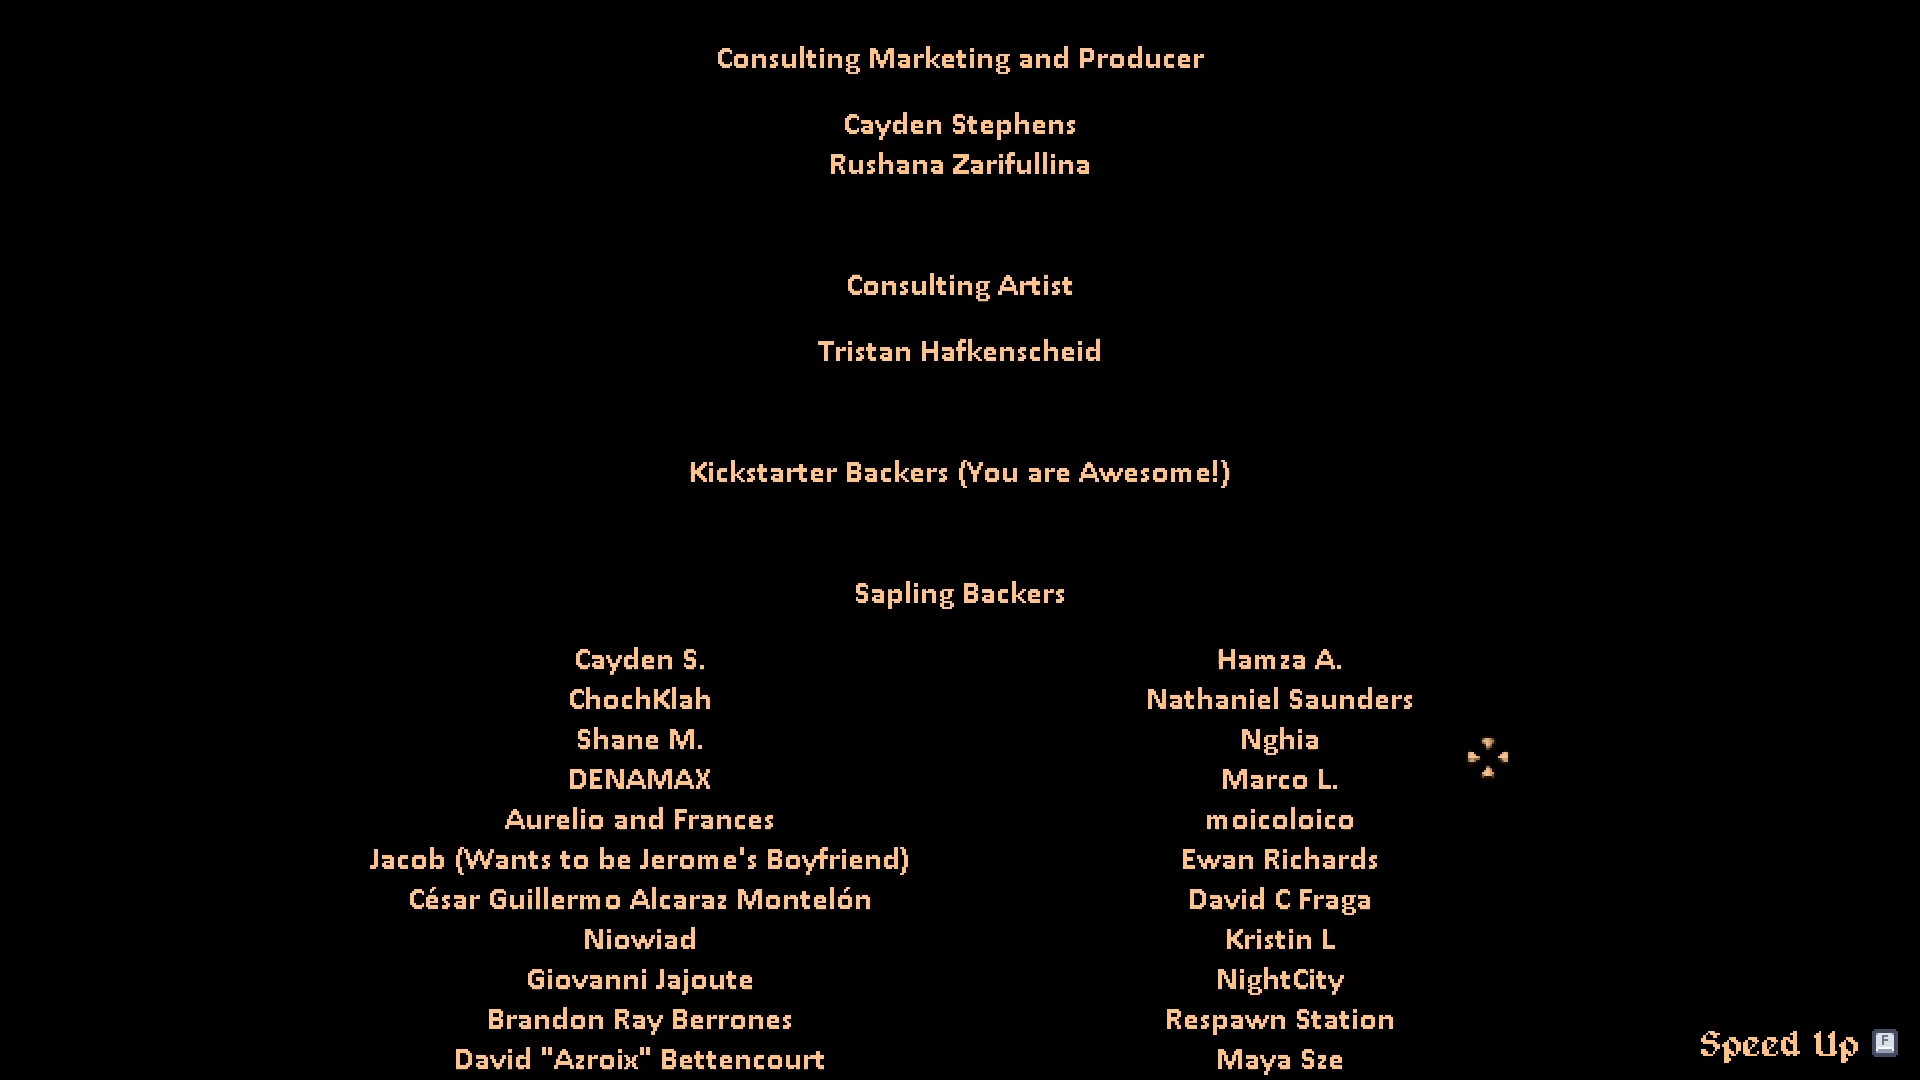 Consulting Marketing and Producer
Cayden Stephens
Rushana Zarifullina
Consulting Artist
Tristan Hafkenscheid
Kickstarter Backers (You are Awesome!)
Sapling Backers
Cayden S.
ChochKlah
Shane M.
DENAMAX
Aurelio and Frances
Jacob (Wants to be Jerome's Boyfriend)
César Guillermo Alcaraz Montelón
Niowiad
Giovanni Jajoute
Brandon Ray Berrones
David "Azroix" Bettencourt
Hamza A.
Nathaniel Saunders
Nghia
Marco L.
moicoloico
Ewan Richards
David C Fraga
Kristin L
NightCity
Respawn Station
Maya Sze
Speed Up F